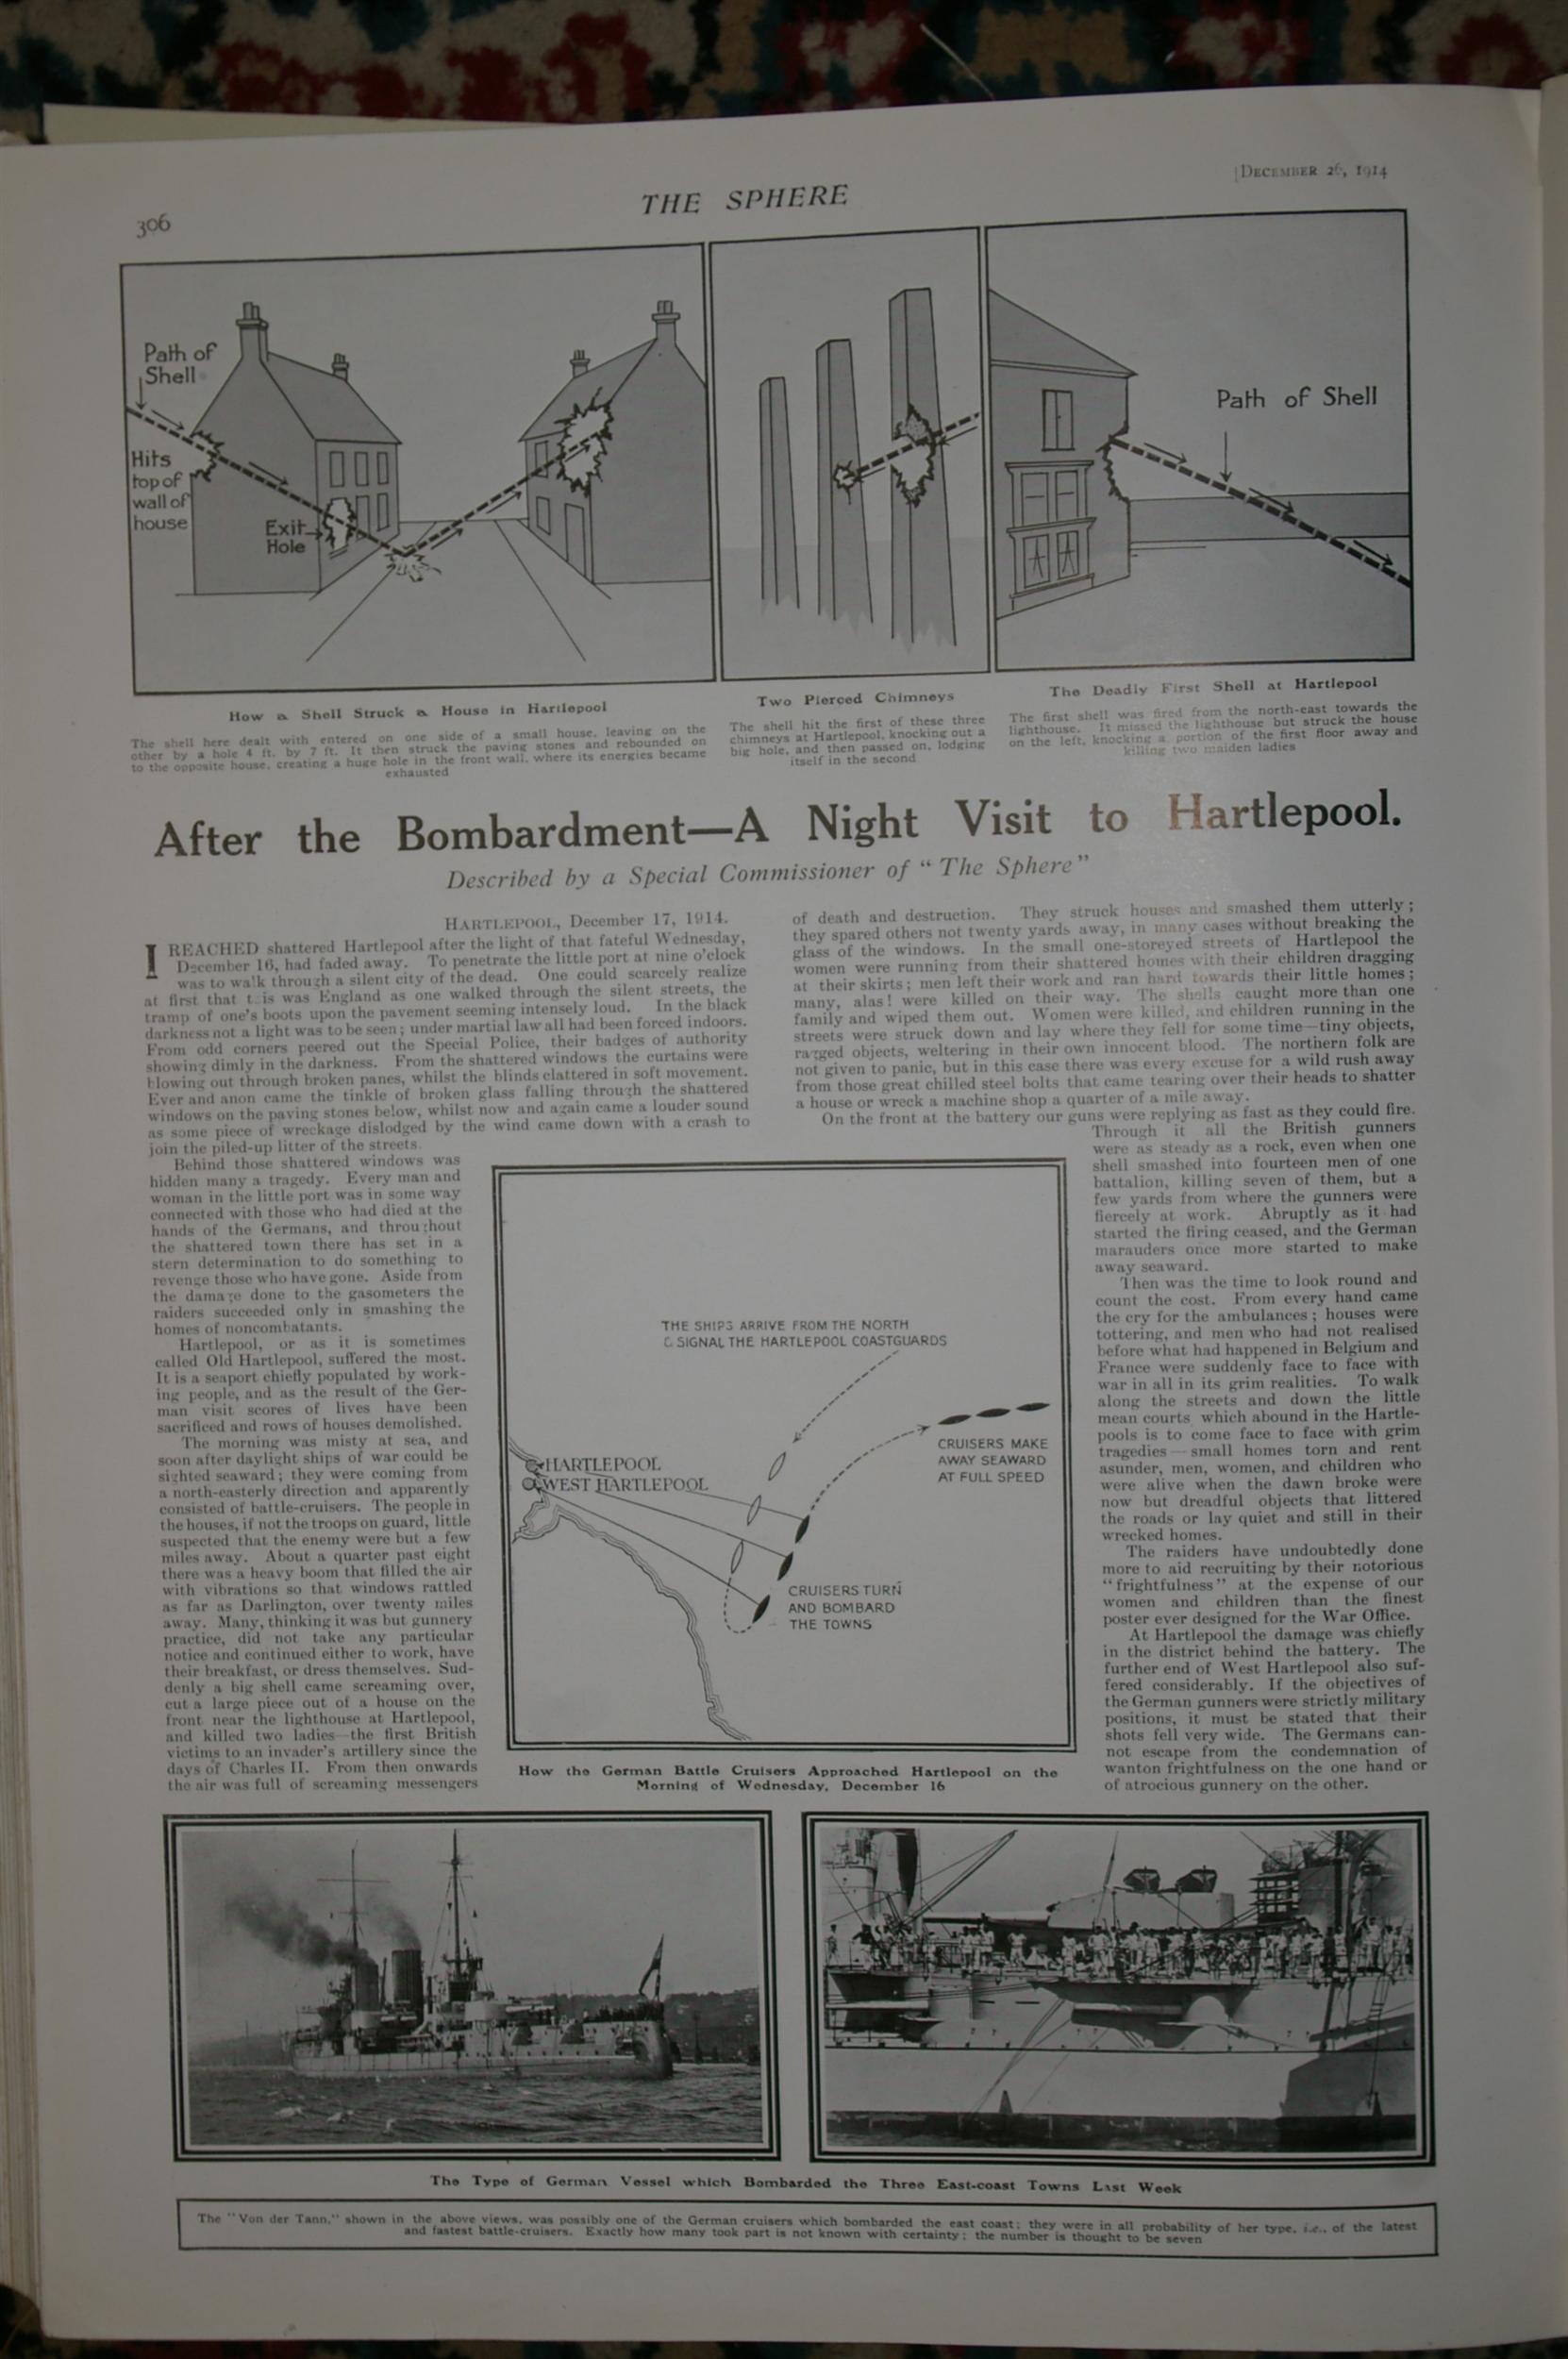 306
THE SPHERE
[DECEMBER 26, 1914
Path of
Shell
Hits
top of
wall of
house
Exit
Hole
Path of Shell
How a Shell Struck a House in Hartlepool
The shell here dealt with entered on one side of a small house, leaving on the
other by a hole 4 ft. by 7 ft. It then struck the paving stones and rebounded on
to the opposite house, creating a huge hole in the front wall, where its energies became
exhausted
Two Pierced Chimneys
The shell hit the first of these three
chimneys at Hartlepool, knocking out a
big hole, and then passed on, lodging
itself in the second
The Deadly First Shell at Hartlepool
The first shell was fired from the north-east towards the
lighthouse. It missed the lighthouse but struck the house
on the left, knocking a portion of the first floor away and
killing two maiden ladies
After the Bombardment—A Night Visit to Hartlepool.
Described by a Special Commissioner of "The Sphere"
HARTLEPOOL, December 17, 1914.
I REACHED shattered Hartlepool after the light of that fateful Wednesday,
December 16, had faded away. To penetrate the little port at nine o'clock
was to walk through a silent city of the dead. One could scarcely realize
at first that this was England as one walked through the silent streets, the
tramp of one's boots upon the pavement seeming intensely loud. In the black
darkness not a light was to be seen; under martial law all had been forced indoors.
From odd corners peered out the Special Police, their badges of authority
showing dimly in the darkness. From the shattered windows the curtains were
blowing out through broken panes, whilst the blinds clattered in soft movement.
Ever and anon came the tinkle of broken glass falling through the shattered
windows on the paving stones below, whilst now and again came a louder sound
as some piece of wreckage dislodged by the wind came down with a crash to
join the piled-up litter of the streets.
Behind those shattered windows was
hidden many a tragedy. Every man and
woman in the little port was in some way
connected with those who had died at the
hands of the Germans, and throughout
the shattered town there has set in a
stern determination to do something to
revenge those who have gone. Aside from
the damage done to the gasometers the
raiders succeeded only in smashing the
homes of noncombatants.
Hartlepool, or as it is sometimes
called Old Hartlepool, suffered the most.
It is a seaport chiefly populated by work-
ing people, and as the result of the Ger-
man visit scores of lives have been
sacrificed and rows of houses demolished.
The morning was misty at sea, and
soon after daylight ships of war could be
sighted seaward; they were coming from
a north-easterly direction and apparently
consisted of battle-cruisers. The people in
the houses, if not the troops on guard, little
suspected that the enemy were but a few
miles away. About a quarter past eight
there was a heavy boom that filled the air
with vibrations so that windows rattled
as far as Darlington, over twenty miles
away. Many, thinking it was but gunnery
practice, did not take any particular
notice and continued either to work, have
their breakfast, or dress themselves. Sud-
denly a big shell came screaming over,
cut a large piece out of a house on the
front near the lighthouse at Hartlepool,
and killed two ladies—the first British
victims to an invader's artillery since the
days of Charles II. From then onwards
the air was full of screaming messengers
of death and destruction. They struck houses and smashed them utterly;
they spared others not twenty yards away, in many cases without breaking the
glass of the windows. In the small one-storeyed streets of Hartlepool the
women were running from their shattered homes with their children dragging
at their skirts; men left their work and ran hard towards their little homes;
many, alas! were killed on their way. The shells caught more than one
family and wiped them out. Women were killed, and children running in the
streets were struck down and lay where they fell for some time—tiny objects,
ragged objects, weltering in their own innocent blood. The northern folk are
not given to panic, but in this case there was every excuse for a wild rush away
from those great chilled steel bolts that came tearing over their heads to shatter
a house or wreck a machine shop a quarter of a mile away.
On the front at the battery our guns were replying as fast as they could fire.
Through it all the British gunners
were as steady as a rock, even when one
shell smashed into fourteen men of one
battalion, killing seven of them, but a
few yards from where the gunners were
fiercely at work. Abruptly as it had
started the firing ceased, and the German
marauders once more started to make
away seaward.
Then was the time to look round and
count the cost. From every hand came
the cry for the ambulances; houses were
tottering, and men who had not realised
before what had happened in Belgium and
France were suddenly face to face with
war in all in its grim realities. To walk
along the streets and down the little
mean courts which abound in the Hartle-
pools is to come face to face with grim
tragedies—small homes torn and rent
asunder, men, women, and children who
were alive when the dawn broke were
now but dreadful objects that littered
the roads or lay quiet and still in their
wrecked homes.
The raiders have undoubtedly done
more to aid recruiting by their notorious
"frightfulness" at the expense of our
women and children than the finest
poster ever designed for the War Office.
At Hartlepool the damage was chiefly
in the district behind the battery. The
further end of West Hartlepool also suf-
fered considerably. If the objectives of
the German gunners were strictly military
positions, it must be stated that their
shots fell very wide. The Germans can-
not escape from the condemnation of
wanton frightfulness on the one hand or
of atrocious gunnery on the other.
THE SHIPS ARRIVE FROM THE NORTH
& SIGNAL THE HARTLEPOOL COASTGUARDS
HARTLEPOOL
WEST HARTLEPOOL
CRUISERS MAKE
AWAY SEAWARD
AT FULL SPEED
CRUISERS TURN
AND BOMBARD
THE TOWNS
How the German Battle Cruisers Approached Hartlepool on the
Morning of Wednesday, December 16
The Type of German Vessel which Bombarded the Three East-coast Towns Last Week
The "Von der Tann," shown in the above views, was possibly one of the German cruisers which bombarded the east coast; they were in all probability of her type, i.e., of the latest
and fastest battle-cruisers. Exactly how many took part is not known with certainty; the number is thought to be seven